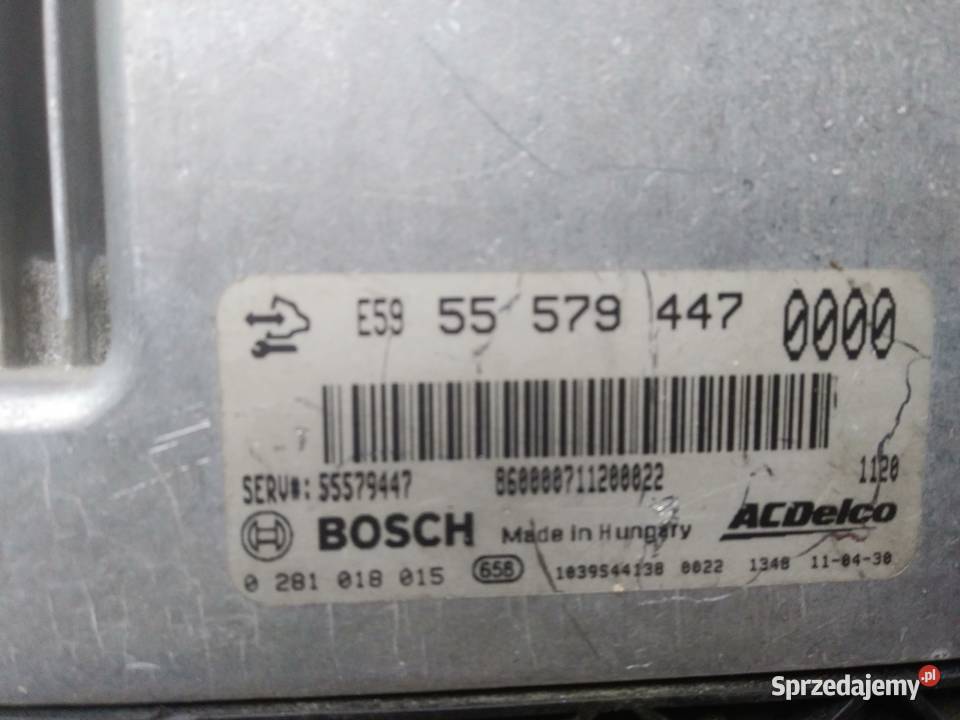 E59 55 579 447 0000
SERV#: 55579447 860000711200022 1120
BOSCH Made in Hungary ACDelco
0 281 018 015 656 1039S44138 0022 1348 11-04-30
Sprzedajemy.pl